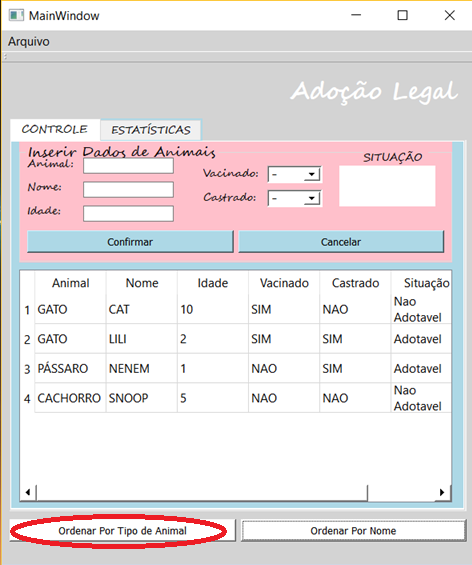 MainWindow
Arquivo
Adoção Legal
CONTROLE ESTATÍSTICAS
Inserir Dados de Animais
SITUAÇÃO
Animal:
Vacinado: -
Nome:
Castrado: -
Idade:
Confirmar Cancelar
Animal Nome Idade Vacinado Castrado Situação
1 GATO CAT 10 SIM NAO Nao Adotavel
2 GATO LILI 2 SIM SIM Adotavel
3 PÁSSARO NENEM 1 NAO SIM Adotavel
4 CACHORRO SNOOP 5 NAO NAO Nao Adotavel
Ordenar Por Tipo de Animal Ordenar Por Nome